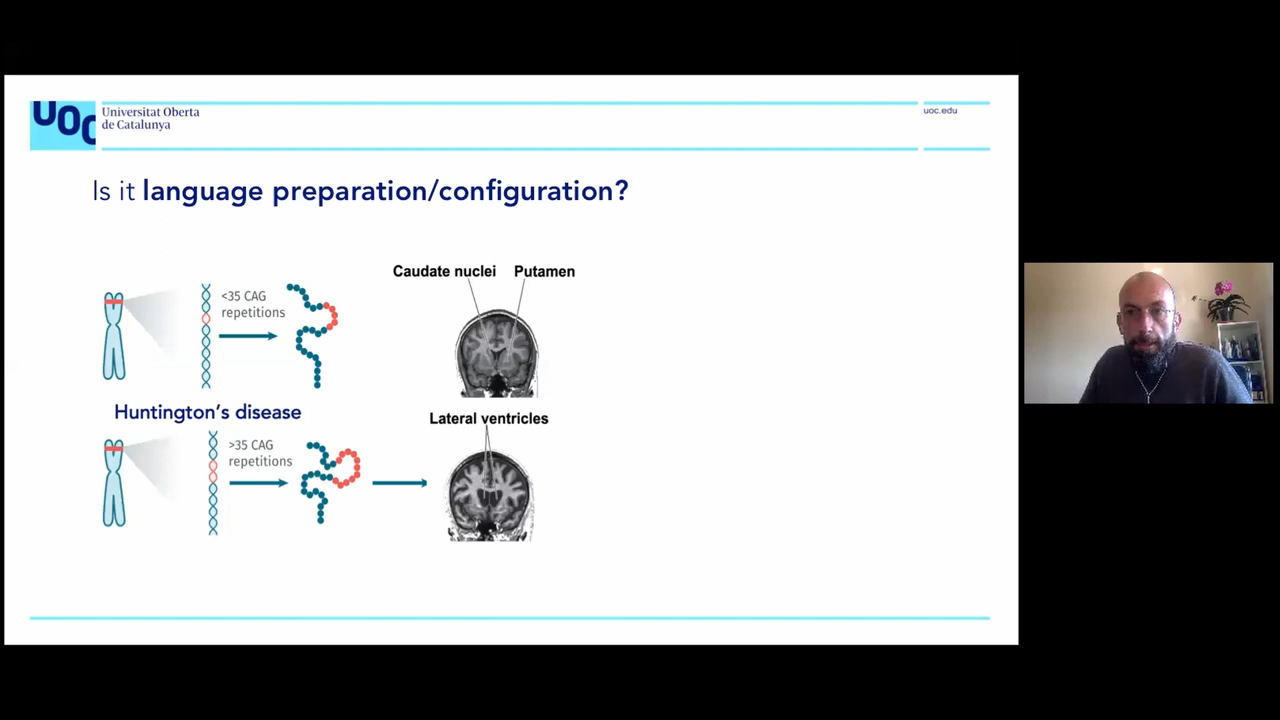 UOC
Universitat Oberta
de Catalunya
uoc.edu
Is it language preparation/configuration?
Caudate nuclei Putamen
<35 CAG
repetitions
Huntington's disease
Lateral ventricles
>35 CAG
repetitions